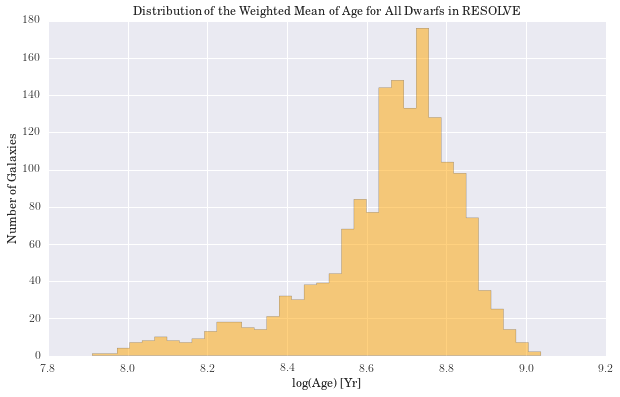 Distribution of the Weighted Mean of Age for All Dwarfs in RESOLVE
180
160
140
120
100
80
60
40
20
0
Number of Galaxies
7.8 8.0 8.2 8.4 8.6 8.8 9.0 9.2
log(Age) [Yr]